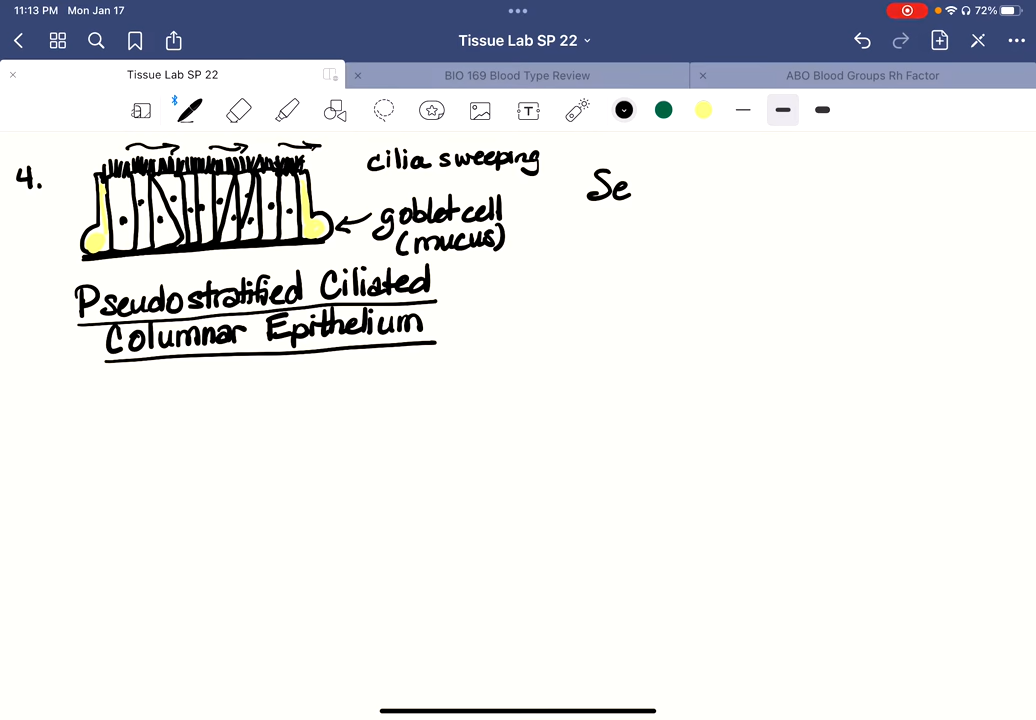 11:13 PM Mon Jan 17
72%
Tissue Lab SP 22
Tissue Lab SP 22
BIO 169 Blood Type Review
ABO Blood Groups Rh Factor
4.
cilia sweeping
Se
goblet cell
(mucus)
Pseudostratified Ciliated
Columnar Epithelium